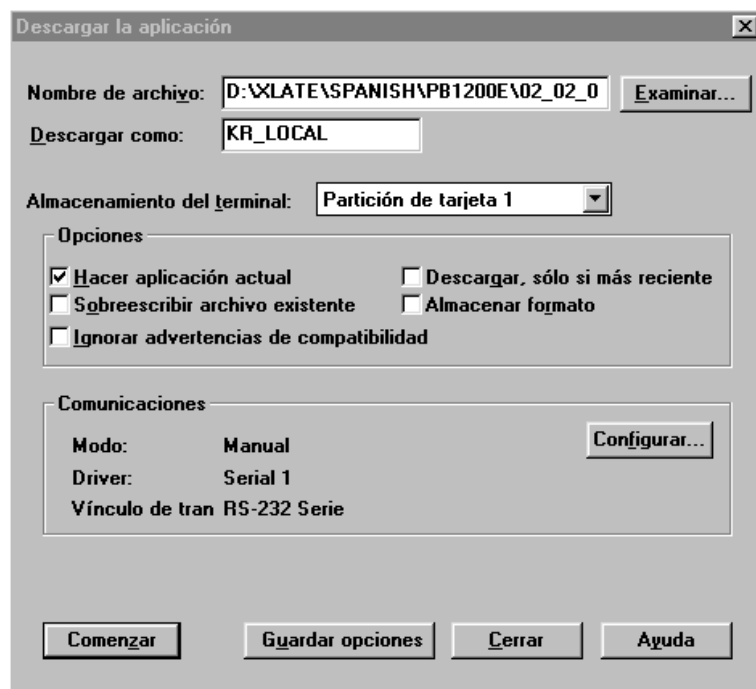 Descargar la aplicación
Nombre de archivo: D:\XLATE\SPANISH\PB1200E\02_02_0 Examinar...
Descargar como: KR_LOCAL
Almacenamiento del terminal: Partición de tarjeta 1
Opciones
Hacer aplicación actual Descargar, sólo si más reciente
Sobreescribir archivo existente Almacenar formato
Ignorar advertencias de compatibilidad
Comunicaciones
Modo: Manual Configurar...
Driver: Serial 1
Vínculo de tran RS-232 Serie
Comenzar Guardar opciones Cerrar Ayuda